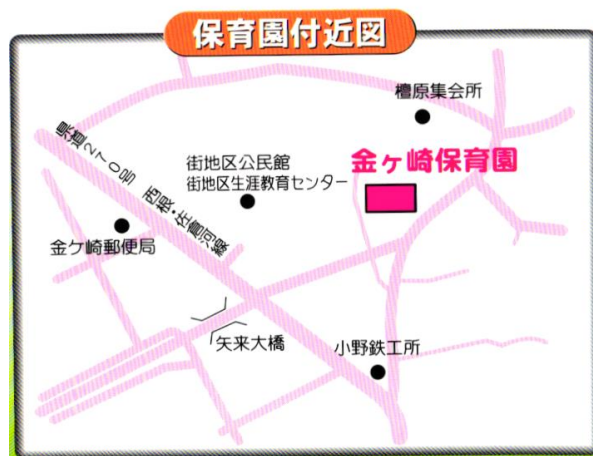 保育園付近図
檀原集会所
県道270号 西根・佐倉河線
街地区公民館
街地区生涯教育センター
金ヶ崎保育園
金ケ崎郵便局
矢来大橋
小野鉄工所